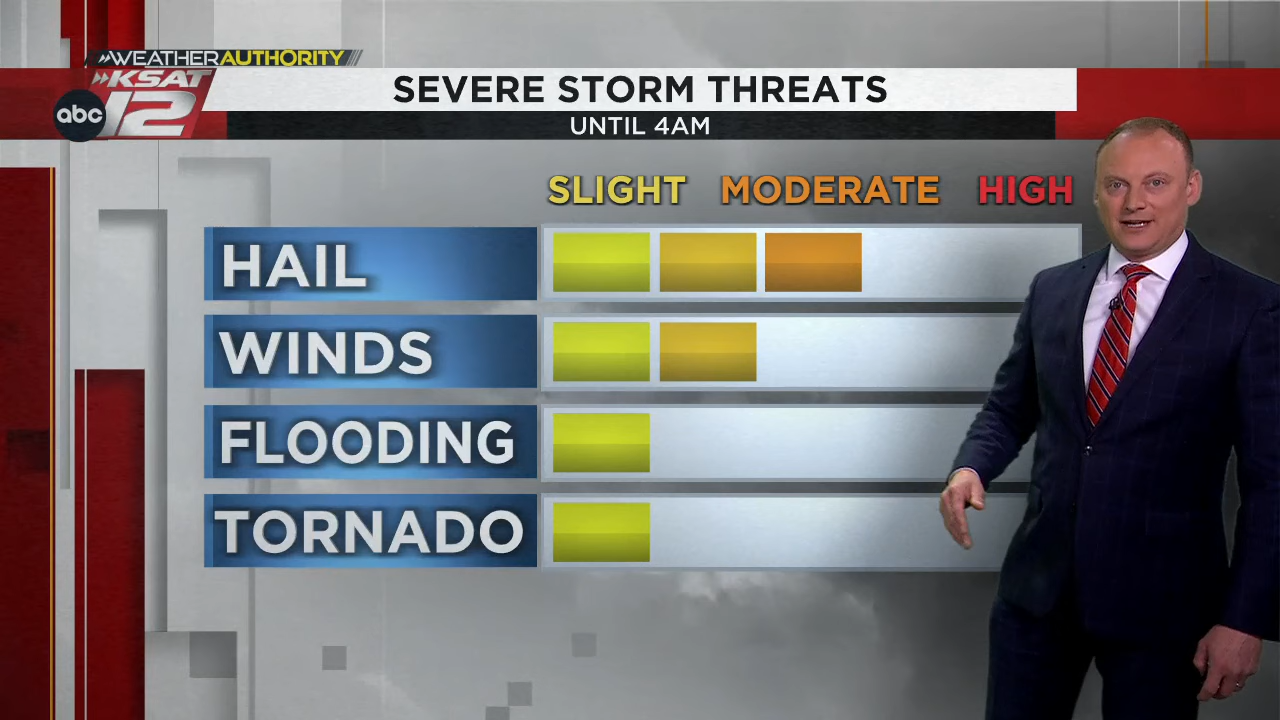 WEATHERAUTHORITY
KSAT
abc 12
SEVERE STORM THREATS
UNTIL 4AM
SLIGHT MODERATE HIGH
HAIL
WINDS
FLOODING
TORNADO